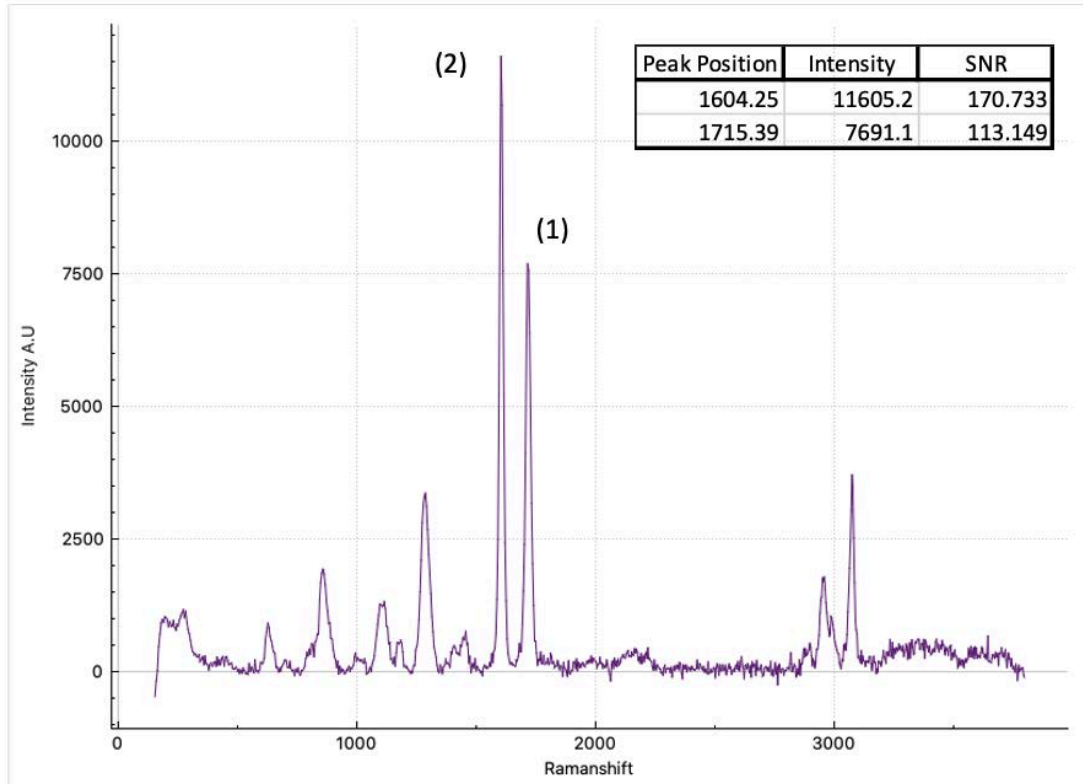 (2)
Peak Position Intensity SNR
1604.25 11605.2 170.733
1715.39 7691.1 113.149
10000
(1)
7500
5000
2500
0
Intensity A.U
0 1000 2000 3000
Ramanshift